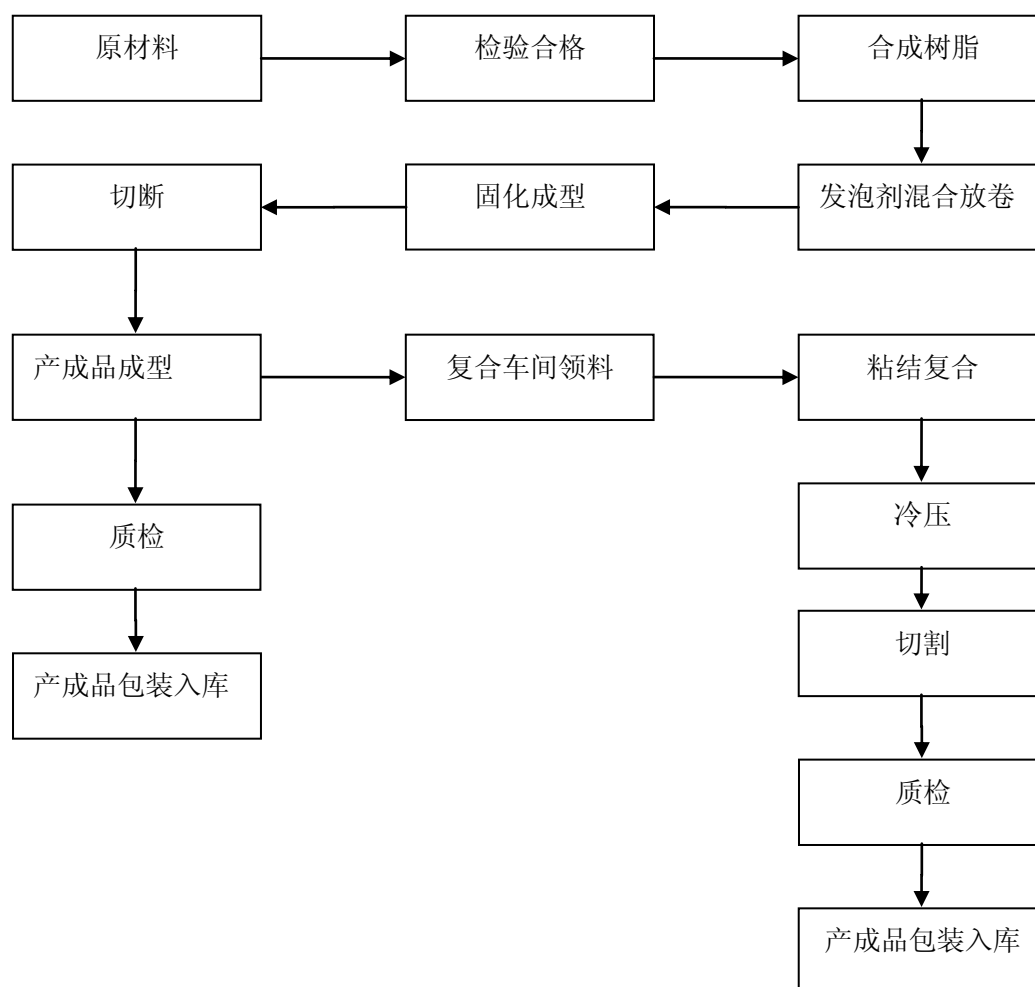 原材料
检验合格
合成树脂
切断
固化成型
发泡剂混合放卷
产成品成型
复合车间领料
粘结复合
冷压
质检
切割
产成品包装入库
质检
产成品包装入库